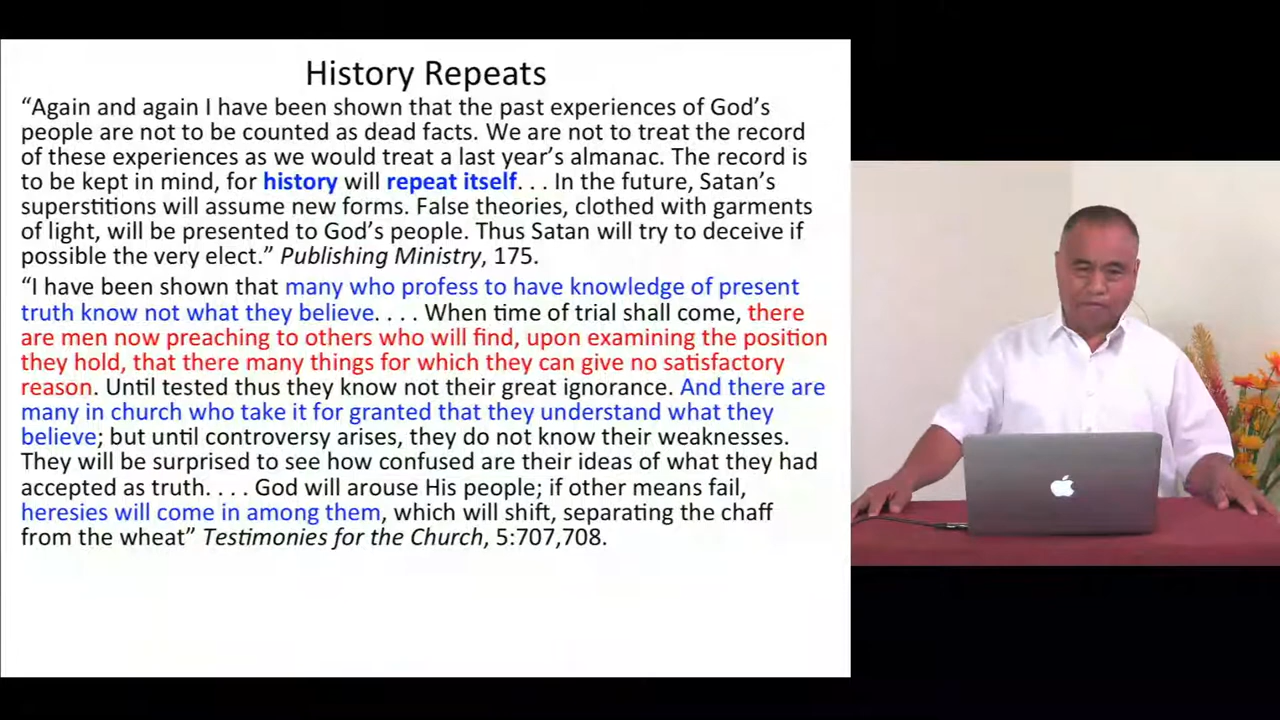 History Repeats
“Again and again I have been shown that the past experiences of God’s
people are not to be counted as dead facts. We are not to treat the record
of these experiences as we would treat a last year’s almanac. The record is
to be kept in mind, for history will repeat itself. . . In the future, Satan’s
superstitions will assume new forms. False theories, clothed with garments
of light, will be presented to God’s people. Thus Satan will try to deceive if
possible the very elect.” Publishing Ministry, 175.
“I have been shown that many who profess to have knowledge of present
truth know not what they believe. . . . When time of trial shall come, there
are men now preaching to others who will find, upon examining the position
they hold, that there many things for which they can give no satisfactory
reason. Until tested thus they know not their great ignorance. And there are
many in church who take it for granted that they understand what they
believe; but until controversy arises, they do not know their weaknesses.
They will be surprised to see how confused are their ideas of what they had
accepted as truth. . . . God will arouse His people; if other means fail,
heresies will come in among them, which will shift, separating the chaff
from the wheat” Testimonies for the Church, 5:707,708.